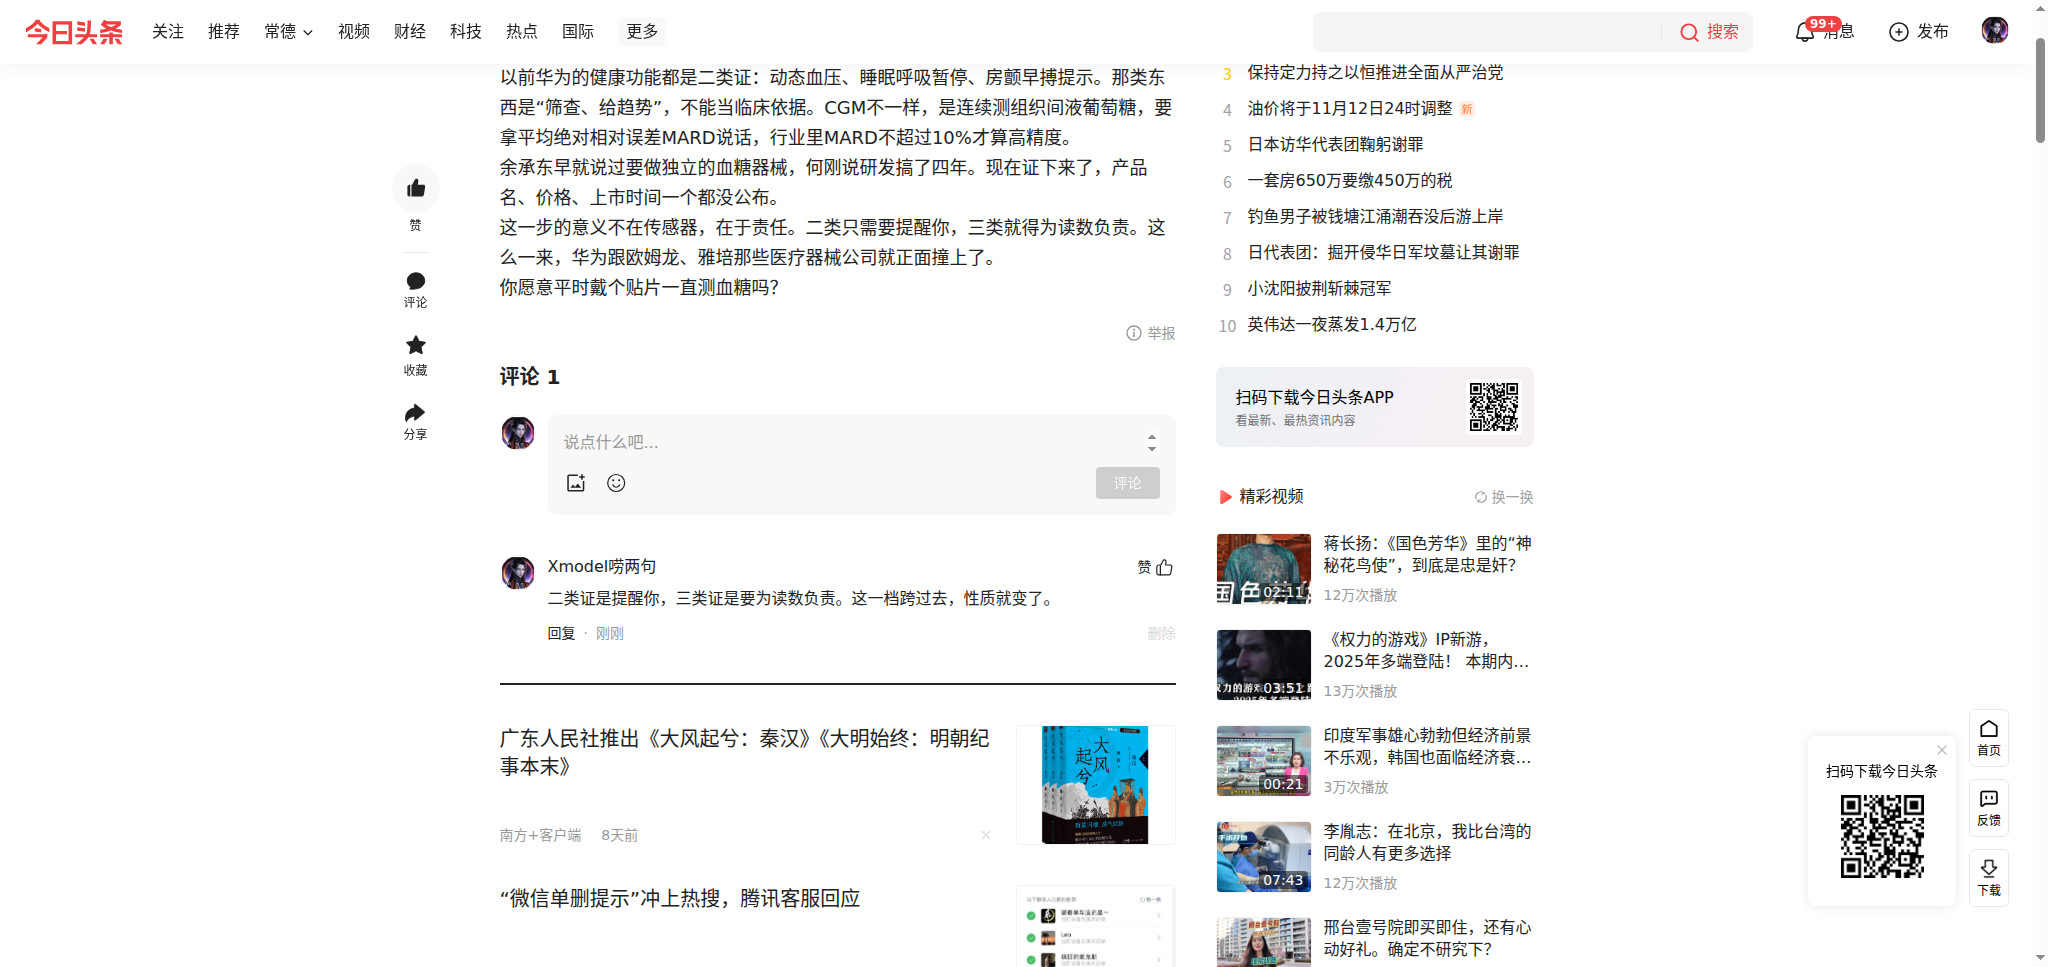 今日头条
关注
推荐
常德
视频
财经
科技
热点
国际
更多
搜索
99+
消息
发布
以前华为的健康功能都是二类证：动态血压、睡眠呼吸暂停、房颤早搏提示。那类东
西是“筛查、给趋势”，不能当临床依据。CGM不一样，是连续测组织间液葡萄糖，要
拿平均绝对相对误差MARD说话，行业里MARD不超过10%才算高精度。
余承东早就说过要做独立的血糖器械，何刚说研发搞了四年。现在证下来了，产品
名、价格、上市时间一个都没公布。
这一步的意义不在传感器，在于责任。二类只需要提醒你，三类就得为读数负责。这
么一来，华为跟欧姆龙、雅培那些医疗器械公司就正面撞上了。
你愿意平时戴个贴片一直测血糖吗？
赞
评论
收藏
分享
举报
评论 1
说点什么吧...
评论
Xmodel唠两句
赞
二类证是提醒你，三类证是要为读数负责。这一档跨过去，性质就变了。
回复 · 刚刚
删除
广东人民社推出《大风起兮：秦汉》《大明始终：明朝纪
事本末》
南方+客户端 8天前
大风
起兮
“微信单删提示”冲上热搜，腾讯客服回应
Leo
3 保持定力持之以恒推进全面从严治党
4 油价将于11月12日24时调整 新
5 日本访华代表团鞠躬谢罪
6 一套房650万要缴450万的税
7 钓鱼男子被钱塘江涌潮吞没后游上岸
8 日代表团：掘开侵华日军坟墓让其谢罪
9 小沈阳披荆斩棘冠军
10 英伟达一夜蒸发1.4万亿
扫码下载今日头条APP
看最新、最热资讯内容
精彩视频
换一换
02:11
蒋长扬：《国色芳华》里的“神
秘花鸟使”，到底是忠是奸？
12万次播放
03:51
《权力的游戏》IP新游，
2025年多端登陆！ 本期内...
13万次播放
00:21
印度军事雄心勃勃但经济前景
不乐观，韩国也面临经济衰...
3万次播放
07:43
李胤志：在北京，我比台湾的
同龄人有更多选择
12万次播放
邢台壹号院
邢台壹号院即买即住，还有心
动好礼。确定不研究下？
扫码下载今日头条
首页
反馈
下载